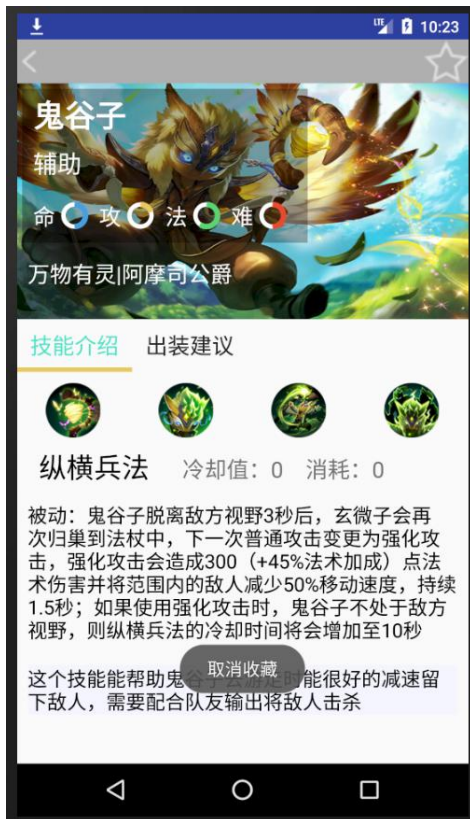 LTE 10:23
鬼谷子
辅助
命 攻 法 难
万物有灵|阿摩司公爵
技能介绍 出装建议
纵横兵法 冷却值：0 消耗：0
被动：鬼谷子脱离敌方视野3秒后，玄微子会再
次归巢到法杖中，下一次普通攻击变更为强化攻
击，强化攻击会造成300（+45%法术加成）点法
术伤害并将范围内的敌人减少50%移动速度，持续
1.5秒；如果使用强化攻击时，鬼谷子不处于敌方
视野，则纵横兵法的冷却时间将会增加至10秒
这个技能能帮助鬼谷子去游走时能很好的减速留
下敌人，需要配合队友输出将敌人击杀
取消收藏